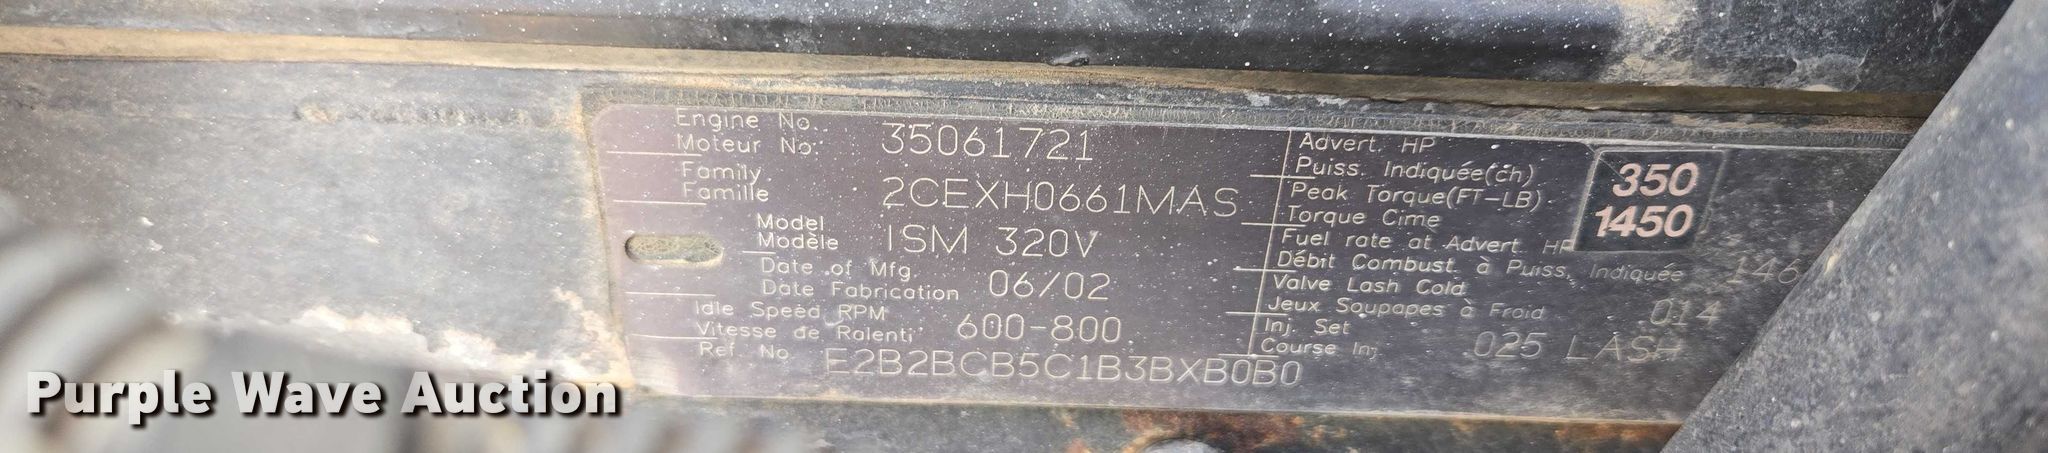 Engine No.
Moteur No. 35061721
Family
Famille 2CEXH0661MAS
Model
Modèle ISM 320V
Date of Mfg.
Date Fabrication 06/02
Idle Speed RPM
Vitesse de Ralenti 600-800
Ref. No E2B2BCB5C1B3BXB0B0
Advert. HP
Puiss. Indiquée(ch) 350
Peak Torque(FT-LB)
Torque Cime 1450
Fuel rate at Advert. HP
Débit Combust. à Puiss. Indiquée 146
Valve Lash Cold
Jeux Soupapes à Froid 014
Inj. Set
Course Inj 025 LASH
Purple Wave Auction